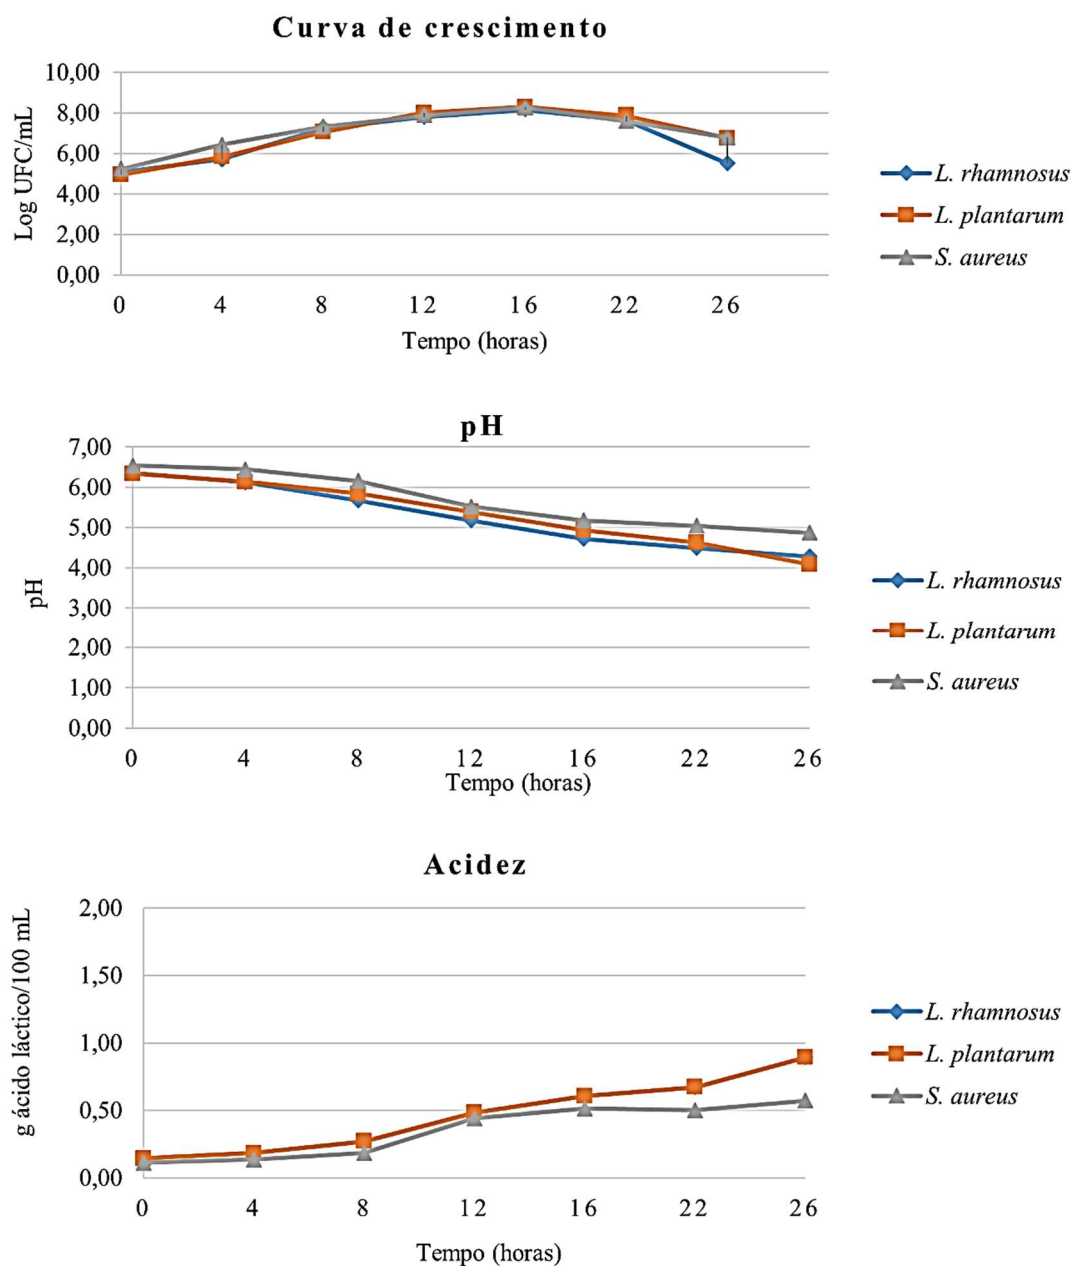 Curva de crescimento
10,00
8,00
6,00
4,00
2,00
0,00
Log UFC/mL
0 4 8 12 16 22 26
Tempo (horas)
L. rhamnosus
L. plantarum
S. aureus
pH
7,00
6,00
5,00
4,00
3,00
2,00
1,00
0,00
pH
0 4 8 12 16 22 26
Tempo (horas)
L. rhamnosus
L. plantarum
S. aureus
Acidez
2,00
1,50
1,00
0,50
0,00
g ácido láctico/100 mL
0 4 8 12 16 22 26
Tempo (horas)
L. rhamnosus
L. plantarum
S. aureus